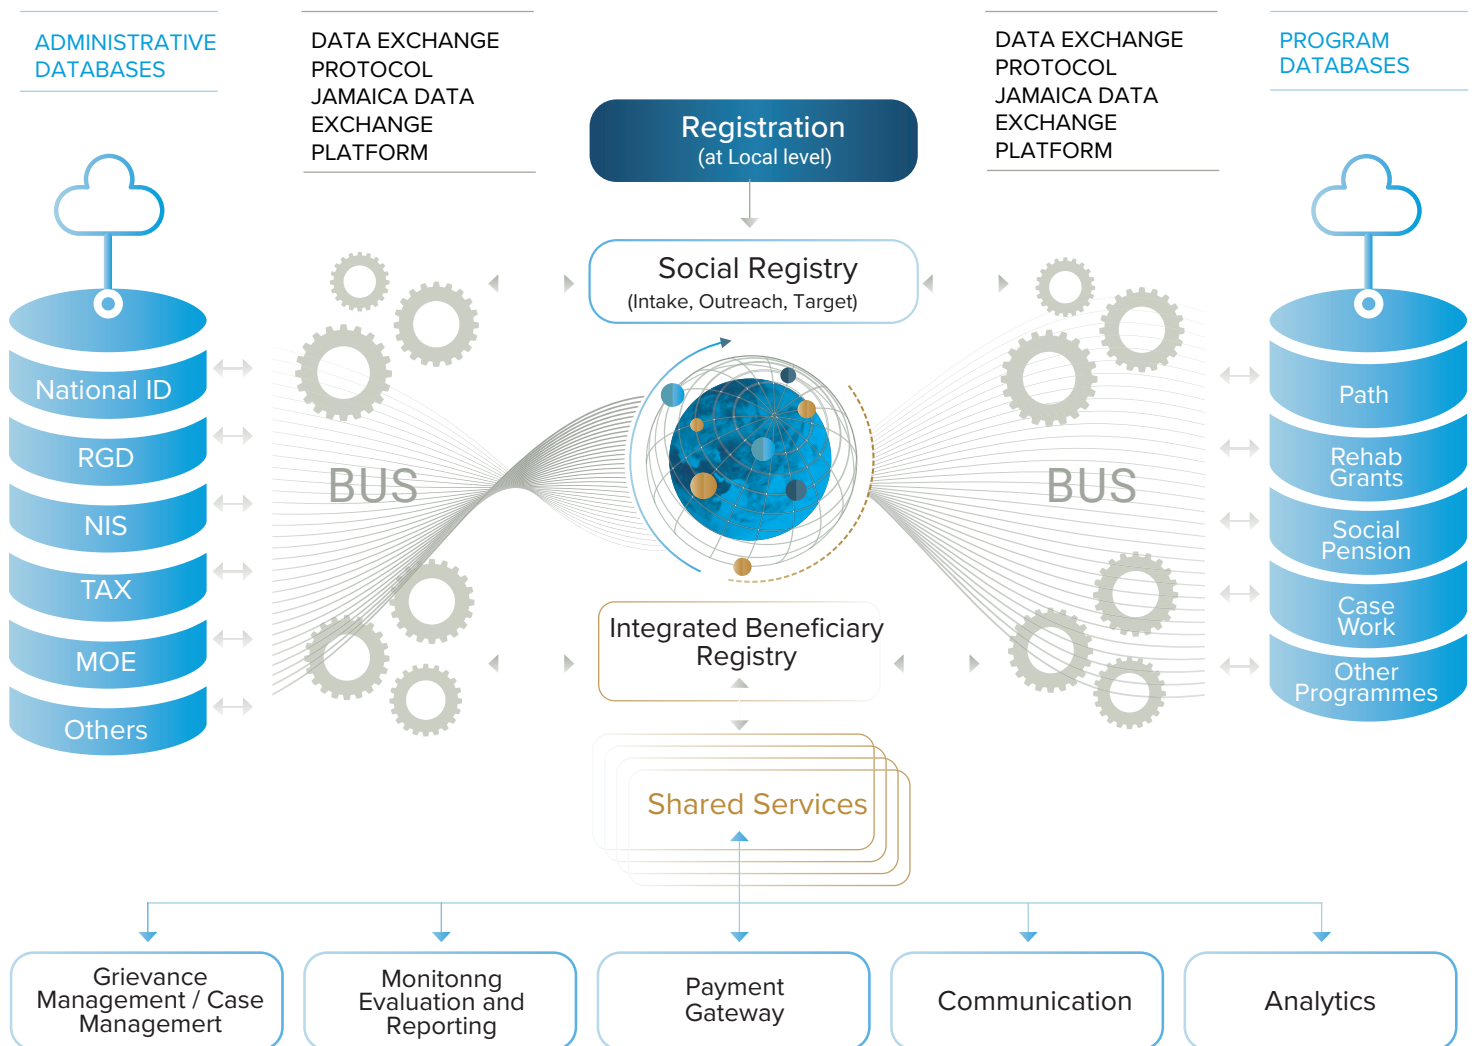 ADMINISTRATIVE
DATABASES
DATA EXCHANGE
PROTOCOL
JAMAICA DATA
EXCHANGE
PLATFORM
Registration
(at Local level)
DATA EXCHANGE
PROTOCOL
JAMAICA DATA
EXCHANGE
PLATFORM
PROGRAM
DATABASES
Social Registry
(Intake, Outreach, Target)
National ID
RGD
NIS
TAX
MOE
Others
BUS
BUS
Path
Rehab
Grants
Social
Pension
Case
Work
Other
Programmes
Integrated Beneficiary
Registry
Shared Services
Grievance
Management / Case
Managemert
Monitonng
Evaluation and
Reporting
Payment
Gateway
Communication
Analytics